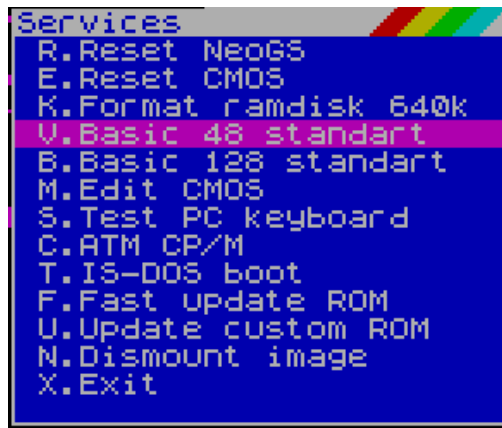 Services
R.Reset NeoGS
E.Reset CMOS
K.Format ramdisk 640k
V.Basic 48 standart
B.Basic 128 standart
M.Edit CMOS
S.Test PC keyboard
C.ATM CP/M
T.IS-DOS boot
F.Fast update ROM
U.Update custom ROM
N.Dismount image
X.Exit